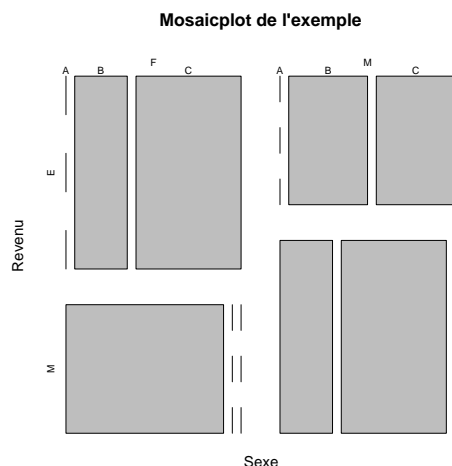 Mosaicplot de l'exemple
F M
A B C A B C
E
Revenu
M
Sexe